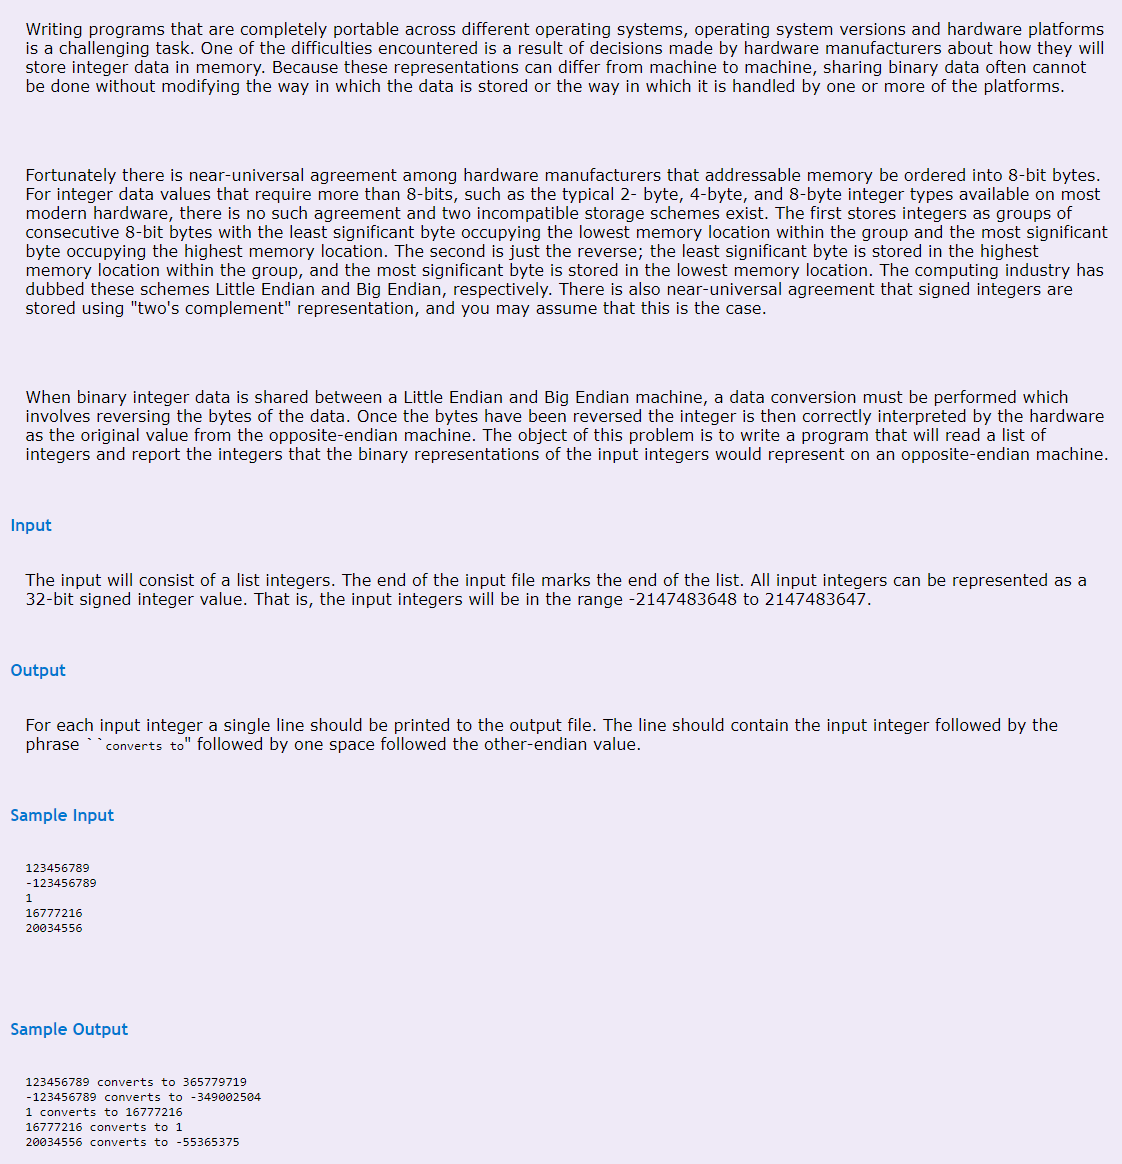 Writing programs that are completely portable across different operating systems, operating system versions and hardware platforms
is a challenging task. One of the difficulties encountered is a result of decisions made by hardware manufacturers about how they will
store integer data in memory. Because these representations can differ from machine to machine, sharing binary data often cannot
be done without modifying the way in which the data is stored or the way in which it is handled by one or more of the platforms.
Fortunately there is near-universal agreement among hardware manufacturers that addressable memory be ordered into 8-bit bytes.
For integer data values that require more than 8-bits, such as the typical 2- byte, 4-byte, and 8-byte integer types available on most
modern hardware, there is no such agreement and two incompatible storage schemes exist. The first stores integers as groups of
consecutive 8-bit bytes with the least significant byte occupying the lowest memory location within the group and the most significant
byte occupying the highest memory location. The second is just the reverse; the least significant byte is stored in the highest
memory location within the group, and the most significant byte is stored in the lowest memory location. The computing industry has
dubbed these schemes Little Endian and Big Endian, respectively. There is also near-universal agreement that signed integers are
stored using "two's complement" representation, and you may assume that this is the case.
When binary integer data is shared between a Little Endian and Big Endian machine, a data conversion must be performed which
involves reversing the bytes of the data. Once the bytes have been reversed the integer is then correctly interpreted by the hardware
as the original value from the opposite-endian machine. The object of this problem is to write a program that will read a list of
integers and report the integers that the binary representations of the input integers would represent on an opposite-endian machine.
Input
The input will consist of a list integers. The end of the input file marks the end of the list. All input integers can be represented as a
32-bit signed integer value. That is, the input integers will be in the range -2147483648 to 2147483647.
Output
For each input integer a single line should be printed to the output file. The line should contain the input integer followed by the
phrase ``converts to" followed by one space followed the other-endian value.
Sample Input
123456789
-123456789
1
16777216
20034556
Sample Output
123456789 converts to 365779719
-123456789 converts to -349002504
1 converts to 16777216
16777216 converts to 1
20034556 converts to -55365375